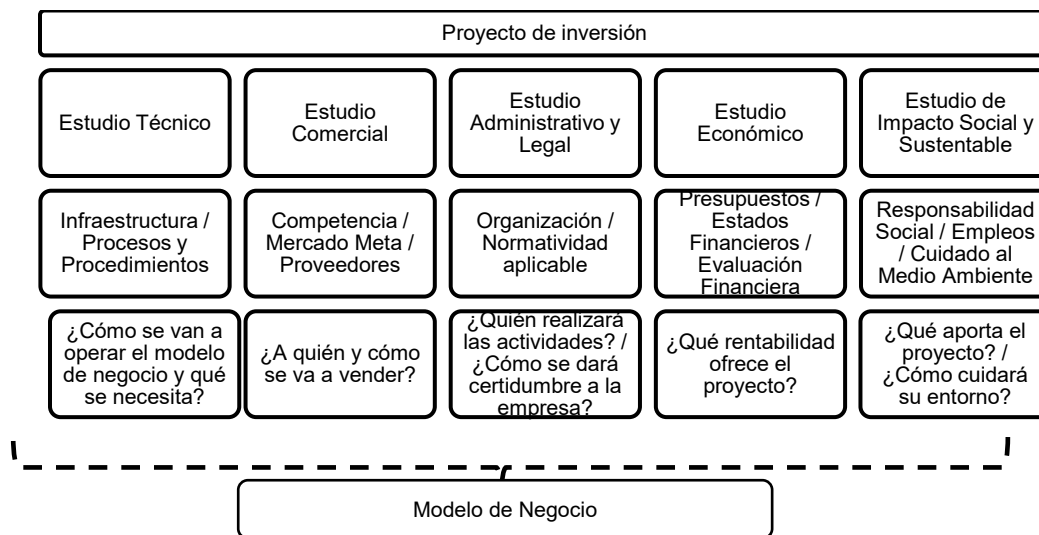 Proyecto de inversión
Estudio Técnico
Estudio
Comercial
Estudio
Administrativo y
Legal
Estudio
Económico
Estudio de
Impacto Social y
Sustentable
Infraestructura /
Procesos y
Procedimientos
Competencia /
Mercado Meta /
Proveedores
Organización /
Normatividad
aplicable
Presupuestos /
Estados
Financieros /
Evaluación
Financiera
Responsabilidad
Social / Empleos
/ Cuidado al
Medio Ambiente
¿Cómo se van a
operar el modelo
de negocio y qué
se necesita?
¿A quién y cómo
se va a vender?
¿Quién realizará
las actividades? /
¿Cómo se dará
certidumbre a la
empresa?
¿Qué rentabilidad
ofrece el
proyecto?
¿Qué aporta el
proyecto? /
¿Cómo cuidará
su entorno?
Modelo de Negocio